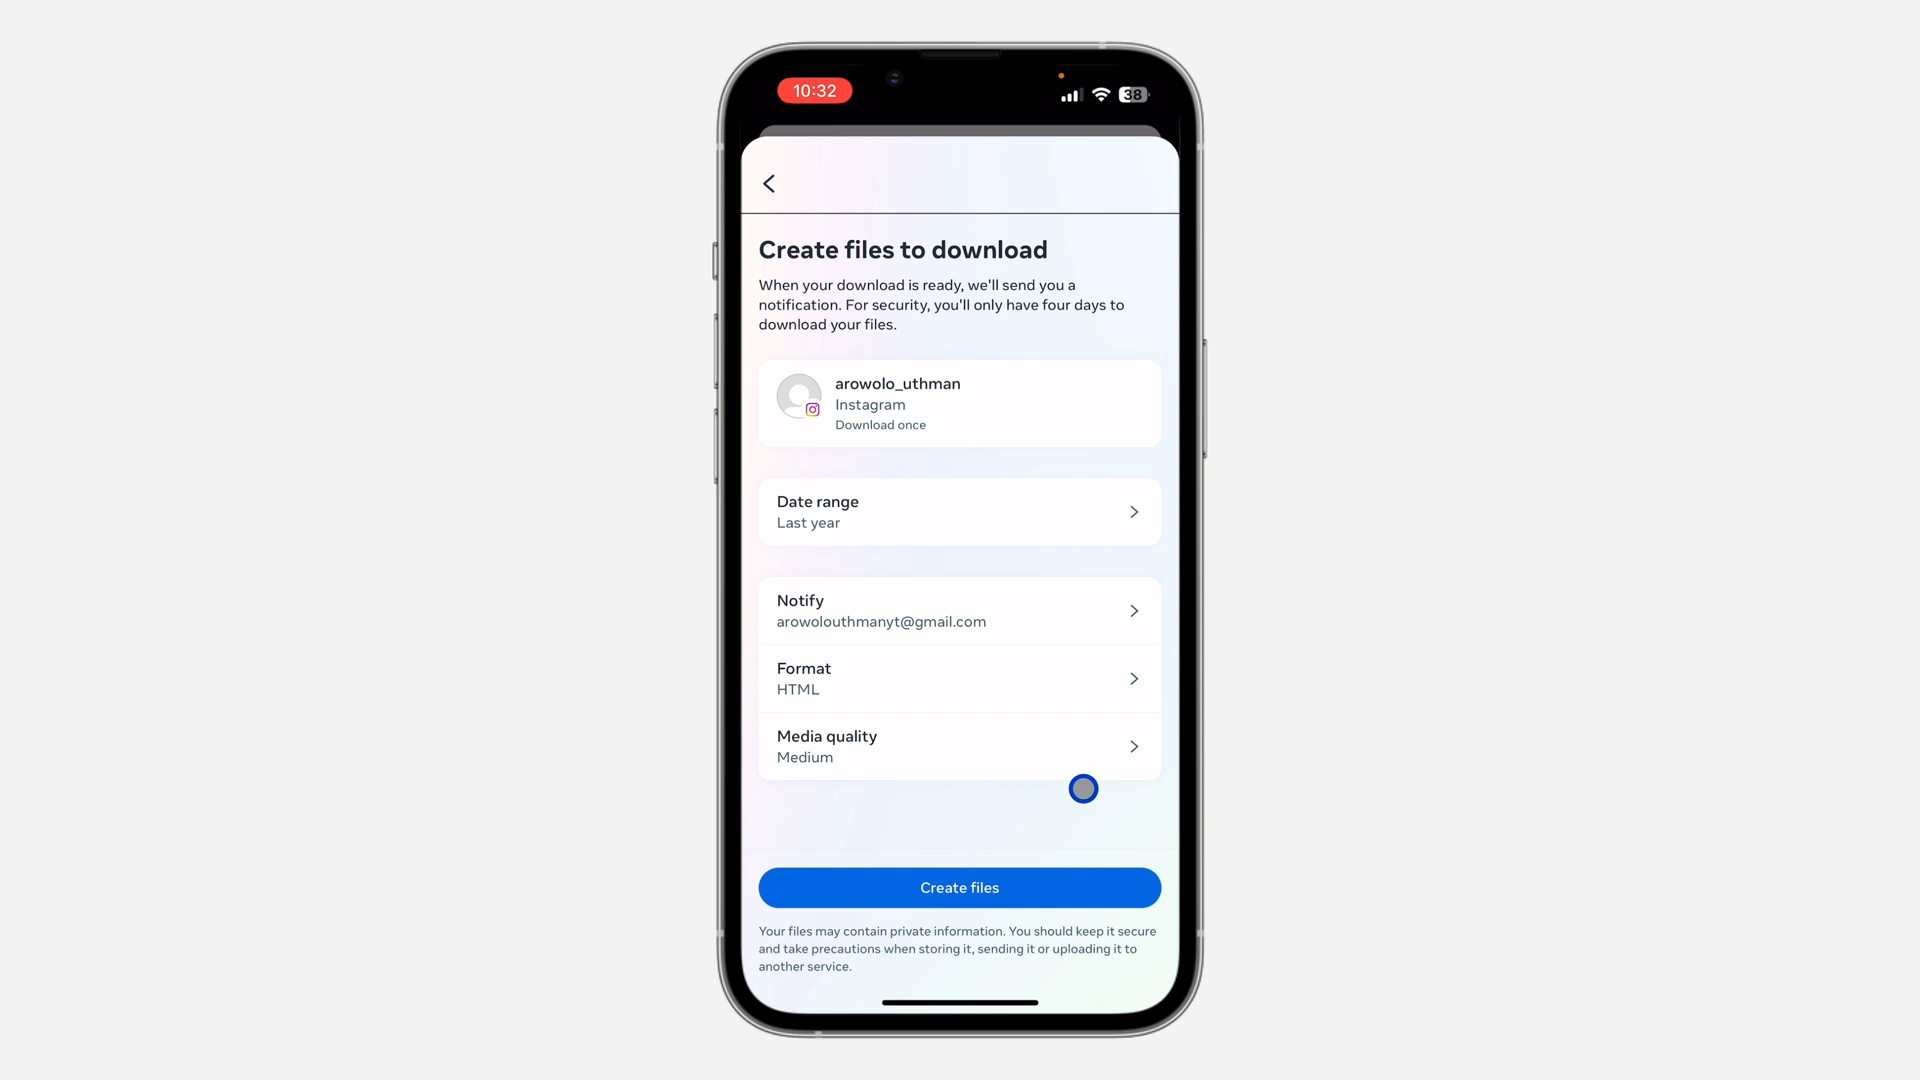 10:32
38
Create files to download
When your download is ready, we'll send you a
notification. For security, you'll only have four days to
download your files.
arowolo_uthman
Instagram
Download once
Date range
Last year
Notify
arowolouthmanyt@gmail.com
Format
HTML
Media quality
Medium
Create files
Your files may contain private information. You should keep it secure
and take precautions when storing it, sending it or uploading it to
another service.